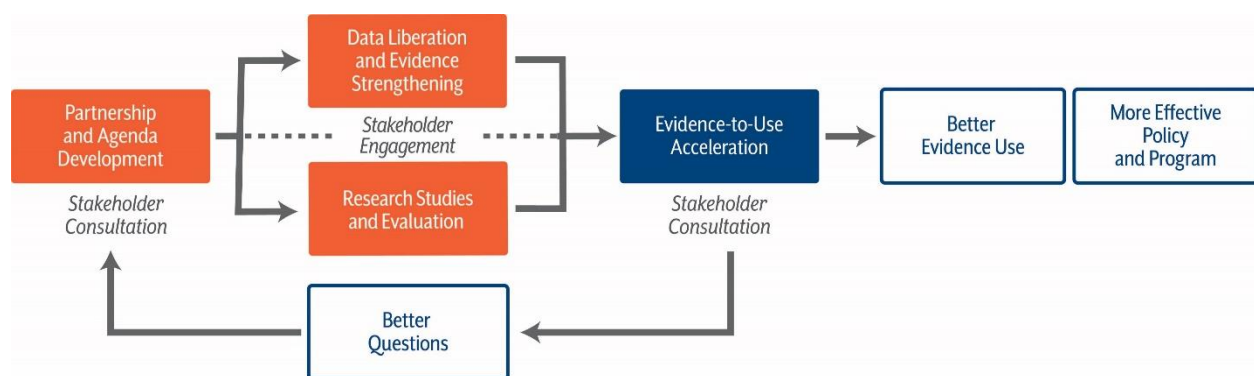 Data Liberation
and Evidence
Strengthening
Partnership
and Agenda
Development
Stakeholder
Engagement
Evidence-to-Use
Acceleration
Better
Evidence Use
More Effective
Policy
and Program
Stakeholder
Consultation
Research Studies
and Evaluation
Stakeholder
Consultation
Better
Questions